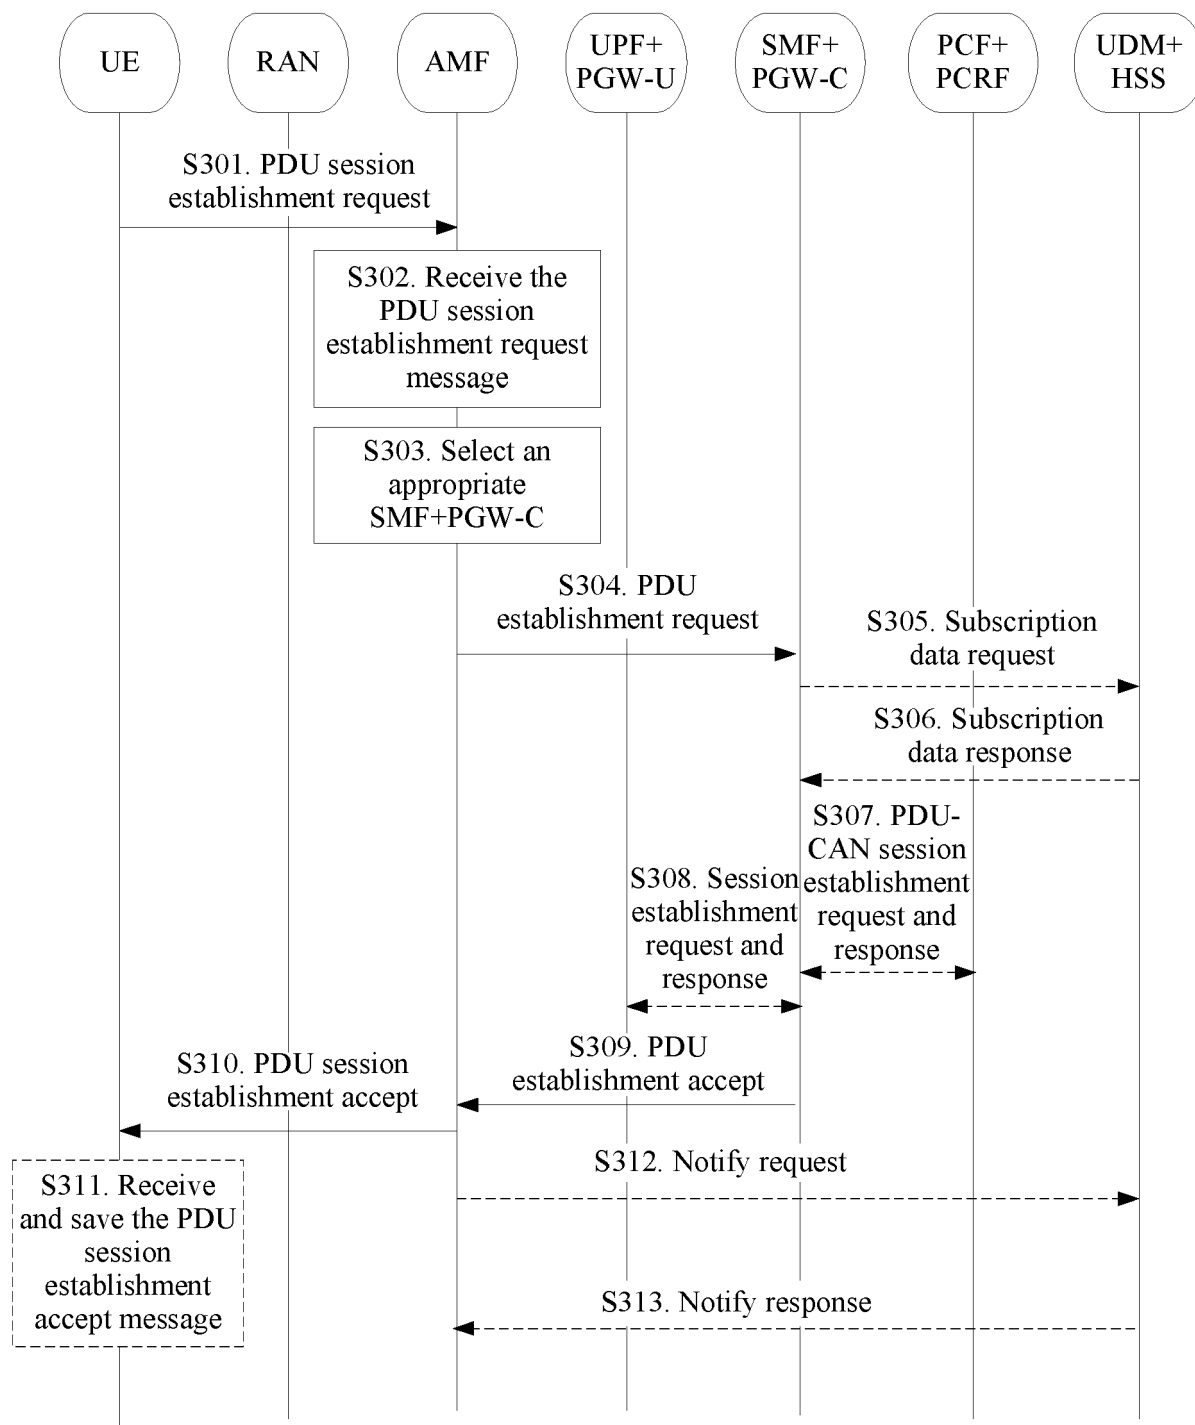 UE
RAN
AMF
UPF+
PGW-U
SMF+
PGW-C
PCF+
PCRF
UDM+
HSS
S301. PDU session
establishment request
S302. Receive the
PDU session
establishment request
message
S303. Select an
appropriate
SMF+PGW-C
S304. PDU
establishment request
S305. Subscription
data request
S306. Subscription
data response
S307. PDU-
CAN session
establishment
request and
response
S308. Session
establishment
request and
response
S309. PDU
establishment accept
S310. PDU session
establishment accept
S311. Receive
and save the PDU
session
establishment
accept message
S312. Notify request
S313. Notify response